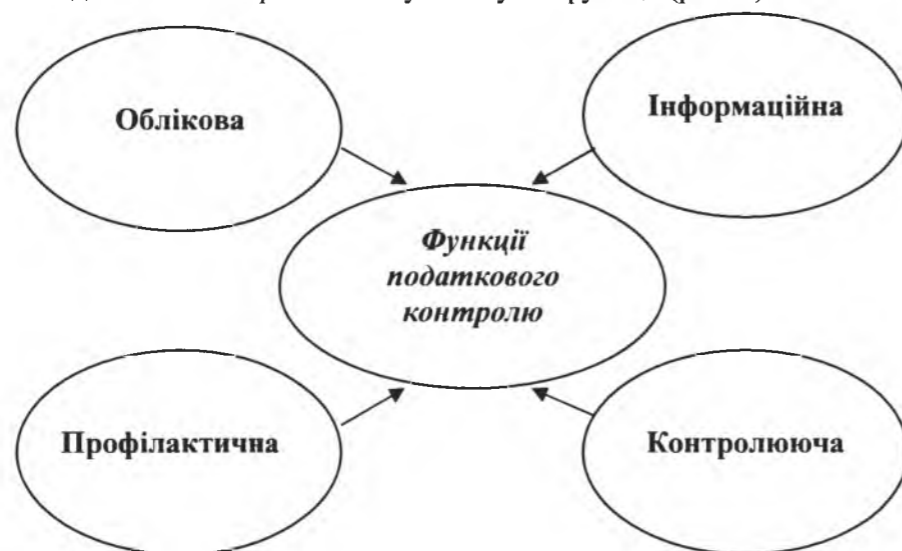 Облікова
Інформаційна
Функції
податкового
контролю
Профілактична
Контролююча